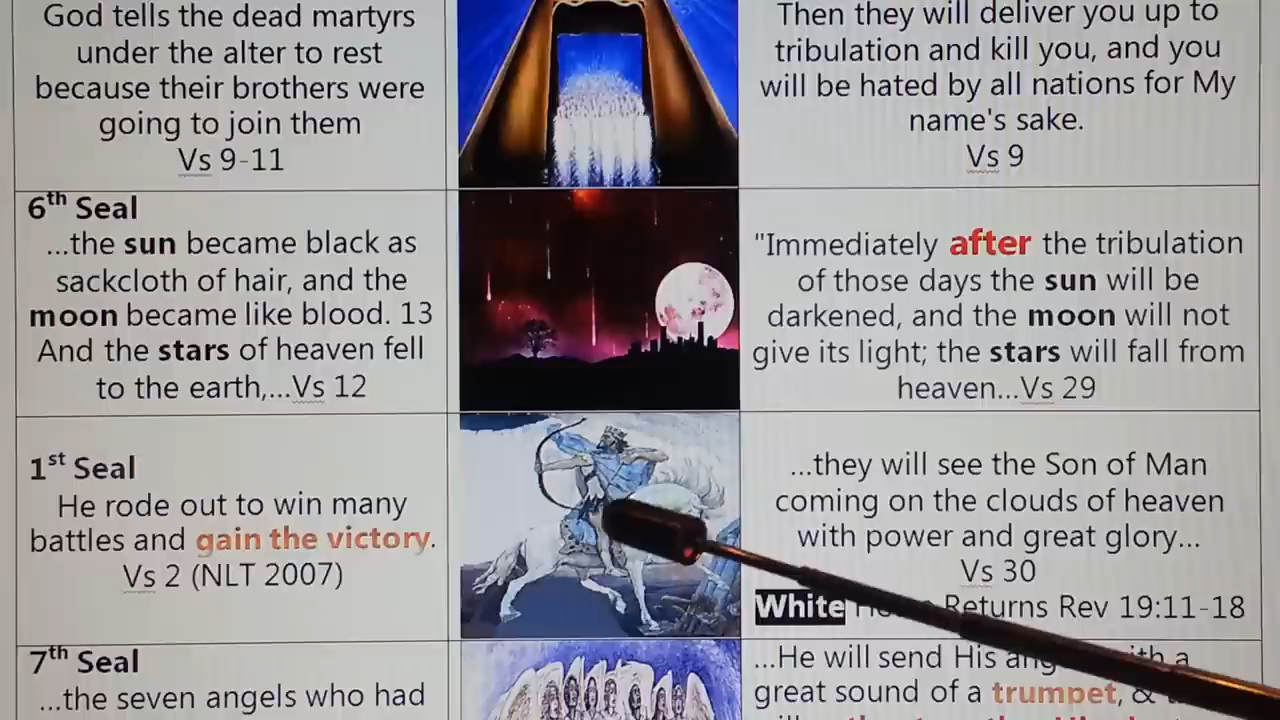 God tells the dead martyrs
under the alter to rest
because their brothers were
going to join them
Vs 9-11
Then they will deliver you up to
tribulation and kill you, and you
will be hated by all nations for My
name's sake.
Vs 9
6th Seal
...the sun became black as
sackcloth of hair, and the
moon became like blood. 13
And the stars of heaven fell
to the earth,...Vs 12
"Immediately after the tribulation
of those days the sun will be
darkened, and the moon will not
give its light; the stars will fall from
heaven...Vs 29
1st Seal
He rode out to win many
battles and gain the victory.
Vs 2 (NLT 2007)
...they will see the Son of Man
coming on the clouds of heaven
with power and great glory...
Vs 30
White Returns Rev 19:11-18
7th Seal
...the seven angels who had
...He will send His a
great sound of a trumpet, &